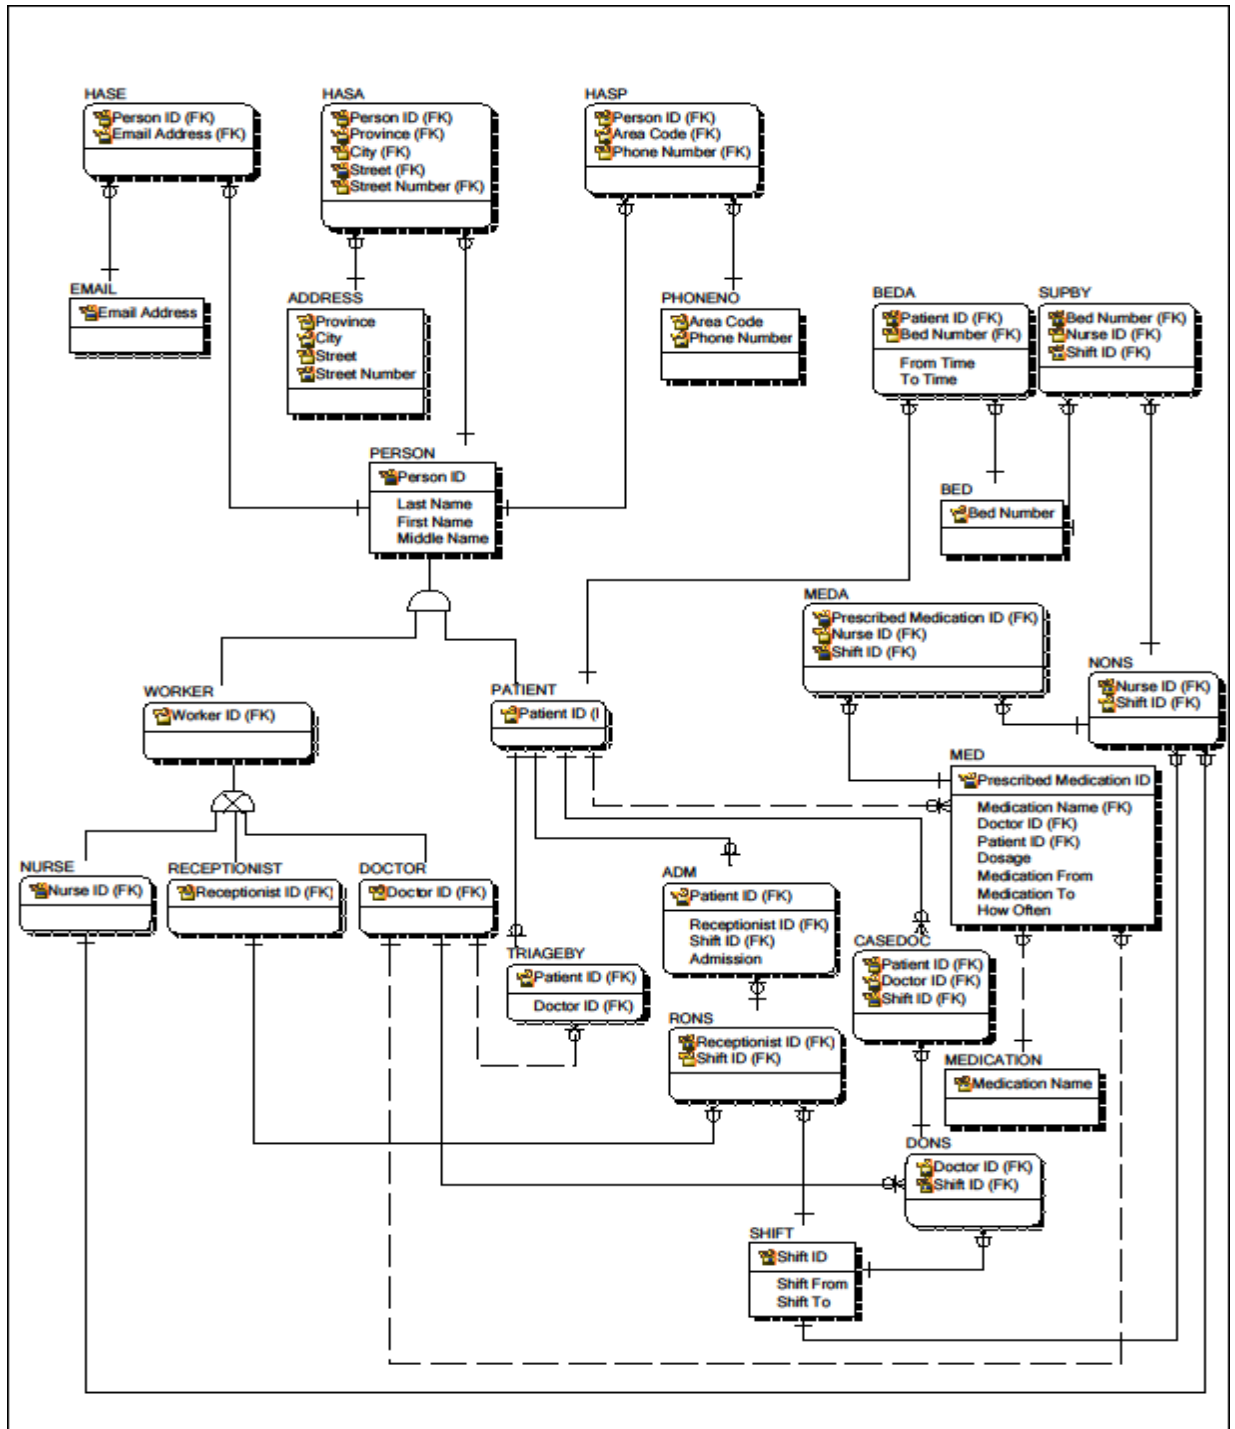 HASE
Person ID (FK)
Email Address (FK)
HASA
Person ID (FK)
Province (FK)
City (FK)
Street (FK)
Street Number (FK)
HASP
Person ID (FK)
Area Code (FK)
Phone Number (FK)
EMAIL
Email Address
ADDRESS
Province
City
Street
Street Number
PHONENO
Area Code
Phone Number
BEDA
Patient ID (FK)
Bed Number (FK)
From Time
To Time
SUPBY
Bed Number (FK)
Nurse ID (FK)
Shift ID (FK)
PERSON
Person ID
Last Name
First Name
Middle Name
BED
Bed Number
MEDA
Prescribed Medication ID (FK)
Nurse ID (FK)
Shift ID (FK)
NONS
Nurse ID (FK)
Shift ID (FK)
WORKER
Worker ID (FK)
PATIENT
Patient ID (
MED
Prescribed Medication ID
Medication Name (FK)
Doctor ID (FK)
Patient ID (FK)
Dosage
Medication From
Medication To
How Often
NURSE
Nurse ID (FK)
RECEPTIONIST
Receptionist ID (FK)
DOCTOR
Doctor ID (FK)
ADM
Patient ID (FK)
Receptionist ID (FK)
Shift ID (FK)
Admission
TRIAGEBY
Patient ID (FK)
Doctor ID (FK)
CASEDOC
Patient ID (FK)
Doctor ID (FK)
Shift ID (FK)
RONS
Receptionist ID (FK)
Shift ID (FK)
MEDICATION
Medication Name
DONS
Doctor ID (FK)
Shift ID (FK)
SHIFT
Shift ID
Shift From
Shift To